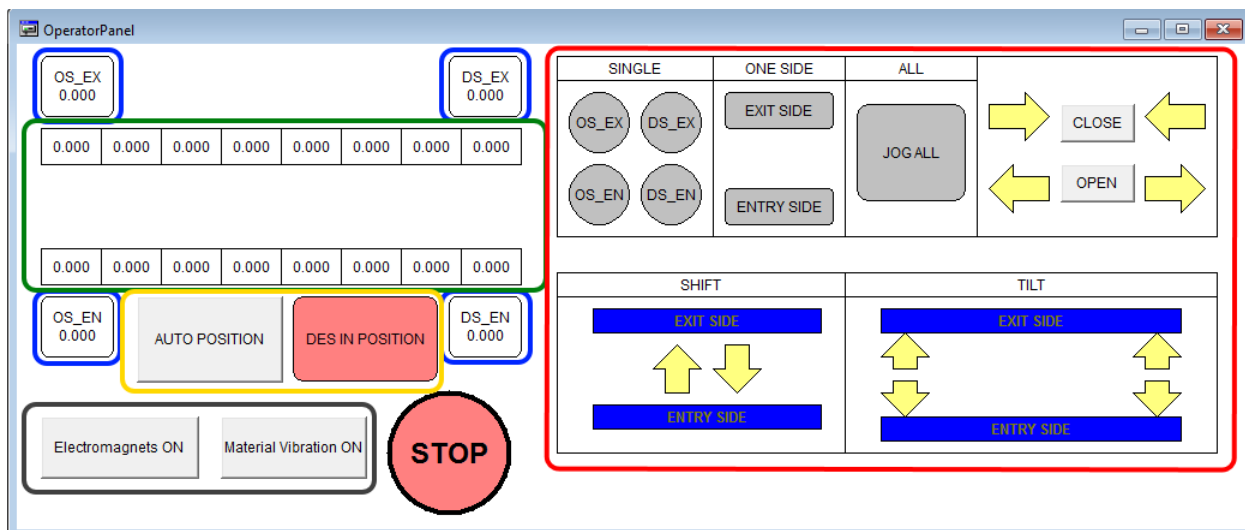 OperatorPanel
OS_EX
0.000
DS_EX
0.000
0.000 0.000 0.000 0.000 0.000 0.000 0.000 0.000
0.000 0.000 0.000 0.000 0.000 0.000 0.000 0.000
OS_EN
0.000
AUTO POSITION
DES IN POSITION
DS_EN
0.000
Electromagnets ON
Material Vibration ON
STOP
SINGLE ONE SIDE ALL
OS_EX DS_EX
EXIT SIDE
JOG ALL
CLOSE
OS_EN DS_EN
ENTRY SIDE
OPEN
SHIFT
EXIT SIDE
ENTRY SIDE
TILT
EXIT SIDE
ENTRY SIDE